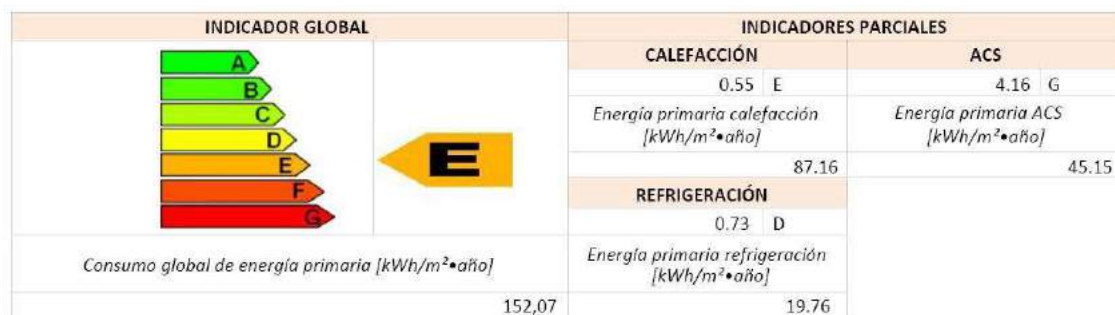 INDICADOR GLOBAL
INDICADORES PARCIALES
A
B
C
D
E
F
G
E
CALEFACCIÓN
ACS
0.55 E
4.16 G
Energía primaria calefacción
[kWh/m²•año]
Energía primaria ACS
[kWh/m²•año]
87.16
45.15
REFRIGERACIÓN
0.73 D
Consumo global de energía primaria [kWh/m²•año]
Energía primaria refrigeración
[kWh/m²•año]
152,07
19.76